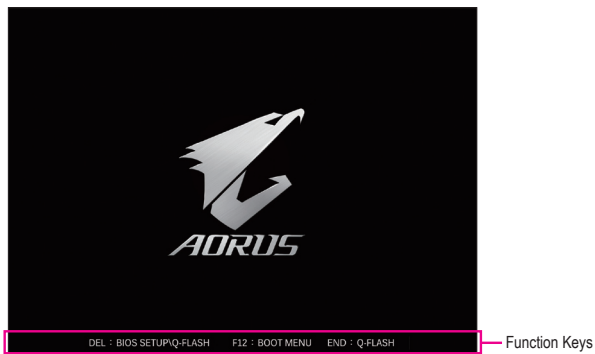 AORUS
DEL : BIOS SETUP\Q-FLASH F12 : BOOT MENU END : Q-FLASH
Function Keys